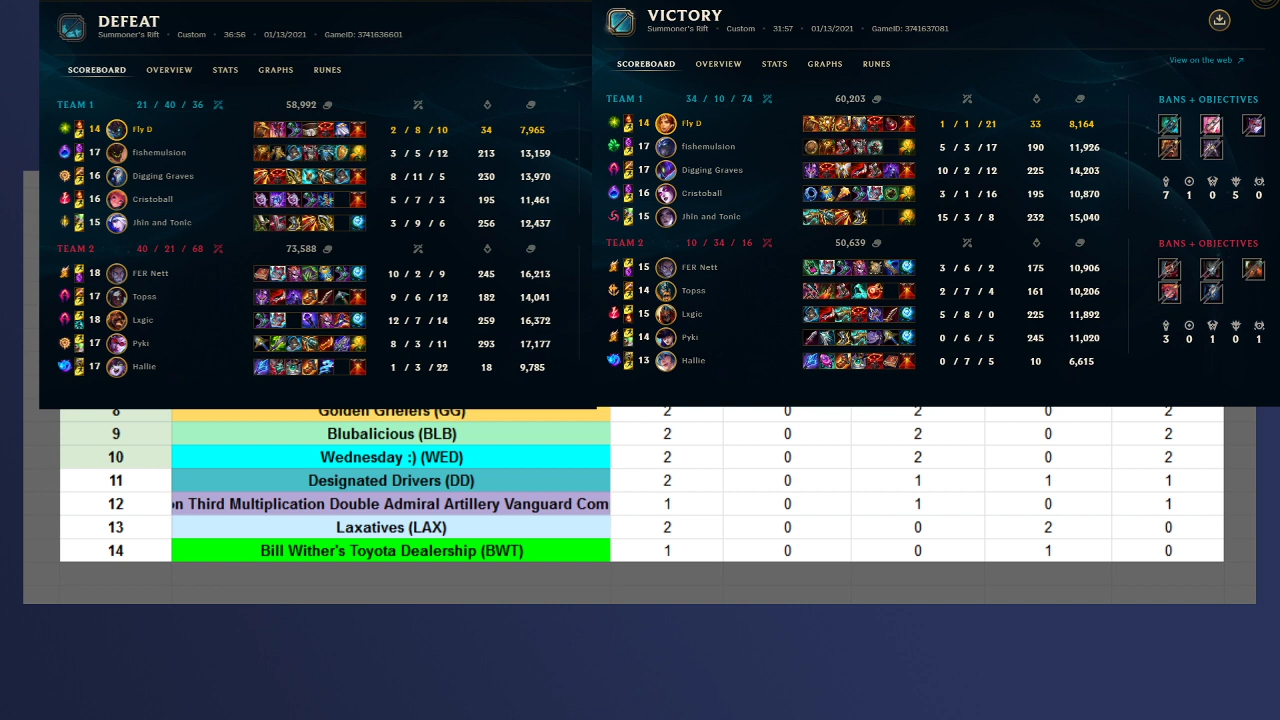 DEFEAT
Summoner's Rift • Custom • 36:56 • 01/13/2021 • GameID: 3741636601
SCOREBOARD OVERVIEW STATS GRAPHS RUNES
TEAM 1 21 / 40 / 36 58,992
14 Fly D 2 / 8 / 10 34 7,965
17 fishemulsion 3 / 5 / 12 213 13,159
16 Digging Graves 8 / 11 / 5 230 13,970
16 Cristoball 5 / 7 / 3 195 11,461
15 Jhin and Tonic 3 / 9 / 6 256 12,437
TEAM 2 40 / 21 / 68 73,588
18 FER Nett 10 / 2 / 9 245 16,213
17 Topss 9 / 6 / 12 182 14,041
18 Lxgic 12 / 7 / 14 259 16,372
17 Pyki 8 / 3 / 11 293 17,177
17 Hallie 1 / 3 / 22 18 9,785
VICTORY
Summoner's Rift • Custom • 31:57 • 01/13/2021 • GameID: 3741637081
SCOREBOARD OVERVIEW STATS GRAPHS RUNES
View on the web
TEAM 1 34 / 10 / 74 60,203
14 Fly D 1 / 1 / 21 33 8,164
17 fishemulsion 5 / 3 / 17 190 11,926
17 Digging Graves 10 / 2 / 12 225 14,203
16 Cristoball 3 / 1 / 16 195 10,870
15 Jhin and Tonic 15 / 3 / 8 232 15,040
BANS + OBJECTIVES
7 1 0 5 0
TEAM 2 10 / 34 / 16 50,639
15 FER Nett 3 / 6 / 2 175 10,906
14 Topss 2 / 7 / 4 161 10,206
15 Lxgic 5 / 8 / 0 225 11,892
14 Pyki 0 / 6 / 5 245 11,020
13 Hallie 0 / 7 / 5 10 6,615
BANS + OBJECTIVES
3 0 1 0 1
8 Golden Griefers (GG) 2 0 2 0 2
9 Blubalicious (BLB) 2 0 2 0 2
10 Wednesday :) (WED) 2 0 2 0 2
11 Designated Drivers (DD) 2 0 1 1 1
12 on Third Multiplication Double Admiral Artillery Vanguard Com 1 0 1 0 1
13 Laxatives (LAX) 2 0 0 2 0
14 Bill Wither's Toyota Dealership (BWT) 1 0 0 1 0